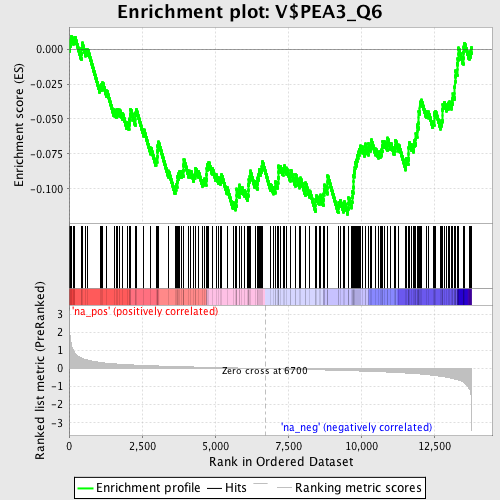 Enrichment plot: V$PEA3_Q6
Enrichment score (ES)
0.000
-0.025
-0.050
-0.075
-0.100
'na_pos' (positively correlated)
Ranked list metric (PreRanked)
3
2
1
0
-1
-2
-3
Zero cross at 6700
'na_neg' (negatively correlated)
0
2,500
5,000
7,500
10,000
12,500
Rank in Ordered Dataset
Enrichment profile
Hits
Ranking metric scores